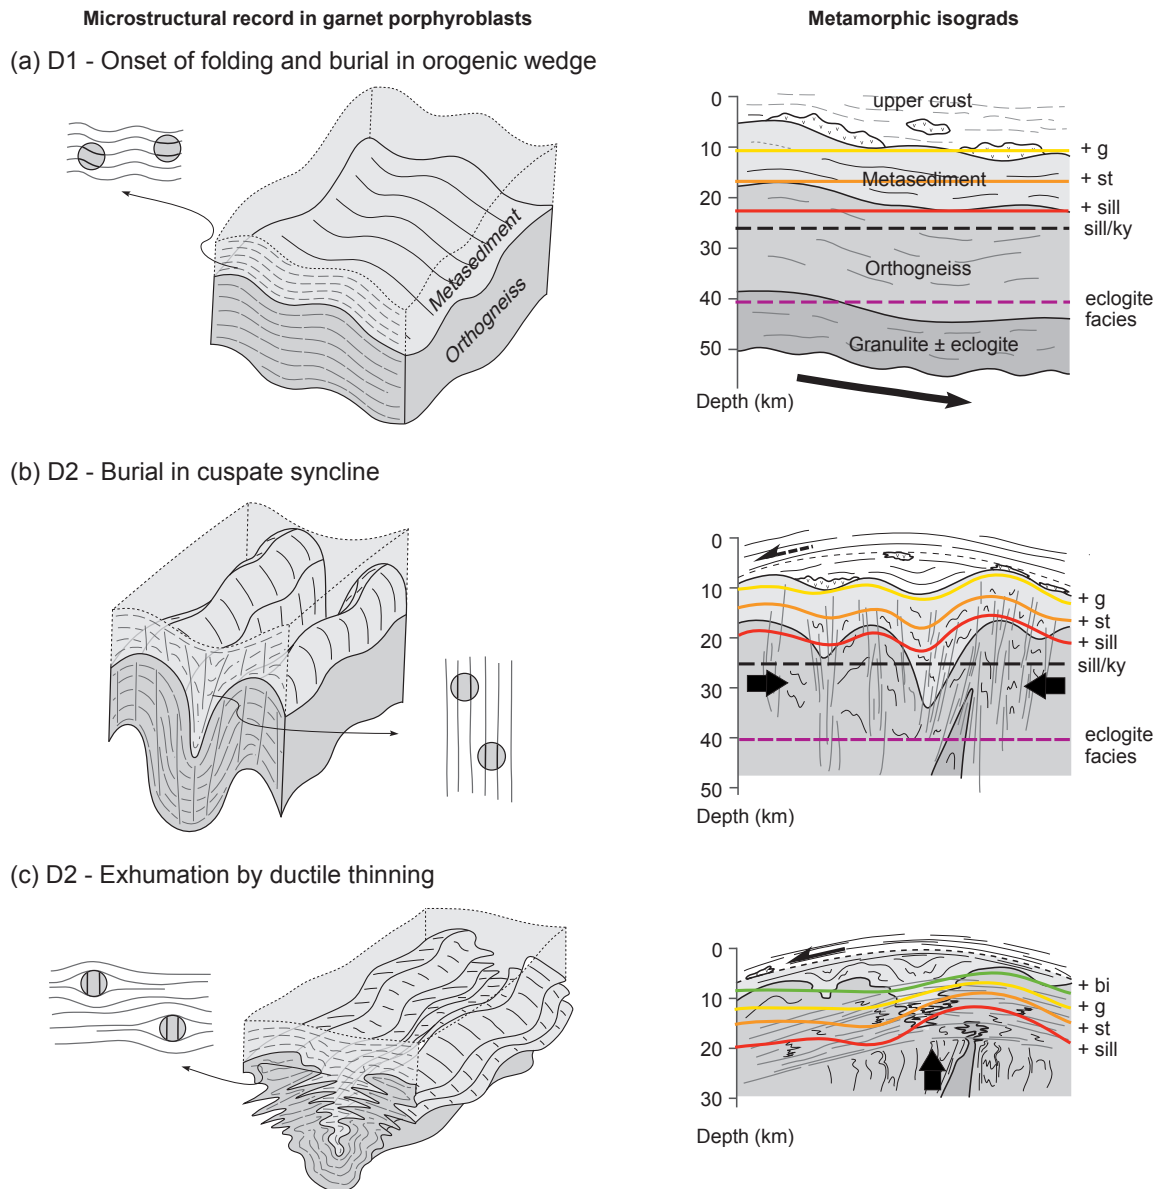 Microstructural record in garnet porphyroblasts
Metamorphic isograds
(a) D1 - Onset of folding and burial in orogenic wedge
Metasediment
Orthogneiss
0
10
20
30
40
50
Depth (km)
upper crust
Metasediment
Orthogneiss
Granulite ± eclogite
+ g
+ st
+ sill
sill/ky
eclogite
facies
(b) D2 - Burial in cuspate syncline
0
10
20
30
40
50
Depth (km)
+ g
+ st
+ sill
sill/ky
eclogite
facies
(c) D2 - Exhumation by ductile thinning
0
10
20
30
Depth (km)
+ bi
+ g
+ st
+ sill